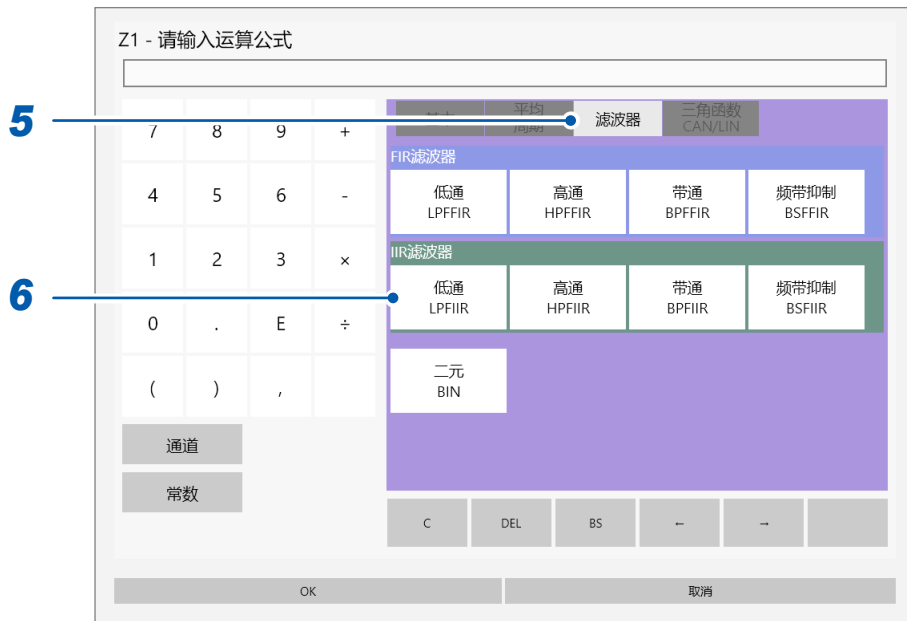 Z1 - 请输入运算公式
5
平均
周期
滤波器
三角函数
CAN/LIN
7 8 9 +
FIR滤波器
低通 高通 带通 频带抑制
LPFFIR HPFFIR BPFFIR BSFFIR
4 5 6 -
IIR滤波器
1 2 3 ×
6
低通 高通 带通 频带抑制
LPFIIR HPFIIR BPFIIR BSFIIR
0 . E ÷
二元
BIN
( ) ,
通道
常数
C DEL BS ← →
OK 取消